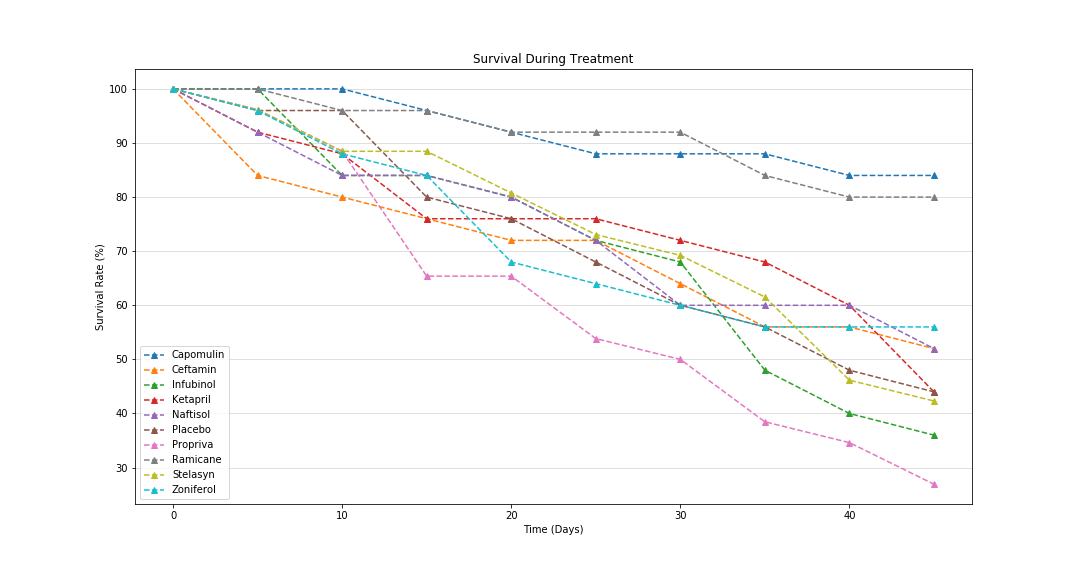 Survival During Treatment
Survival Rate (%)
100
90
80
70
60
50
40
30
Capomulin
Ceftamin
Infubinol
Ketapril
Naftisol
Placebo
Propriva
Ramicane
Stelasyn
Zoniferol
0 10 20 30 40
Time (Days)